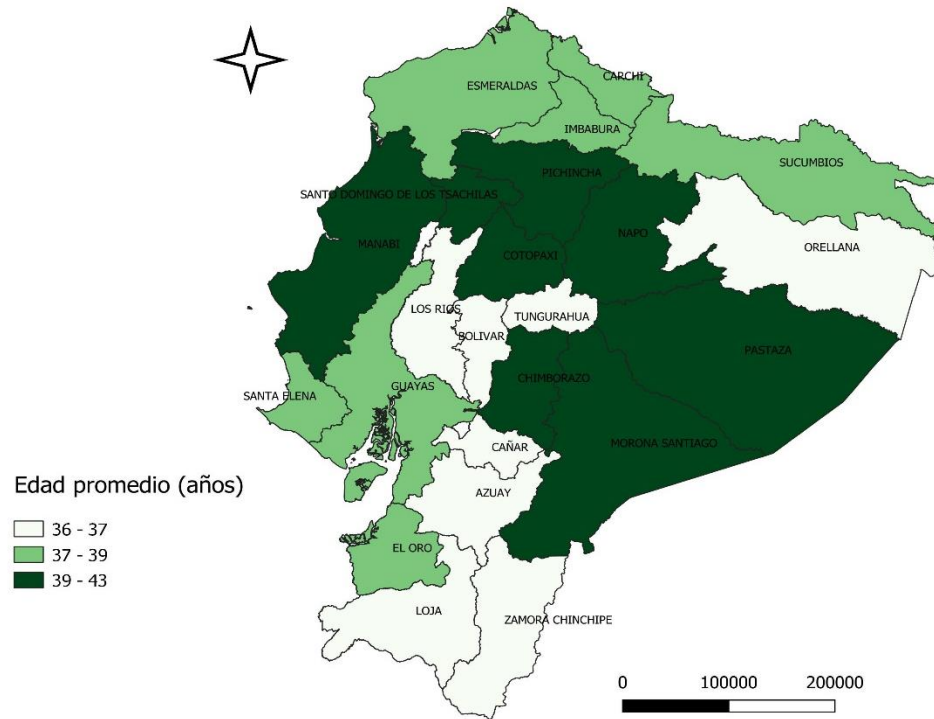 CARCHI
ESMERALDAS
IMBABURA
SUCUMBIOS
PICHINCHA
SANTO DOMINGO DE LOS TSACHILAS
NAPO
MANABI
ORELLANA
COTOPAXI
LOS RIOS
TUNGURAHUA
BOLIVAR
PASTAZA
CHIMBORAZO
GUAYAS
SANTA ELENA
MORONA SANTIAGO
CAÑAR
AZUAY
Edad promedio (años)
36 - 37
37 - 39
39 - 43
EL ORO
LOJA
ZAMORA CHINCHIPE
0 100000 200000